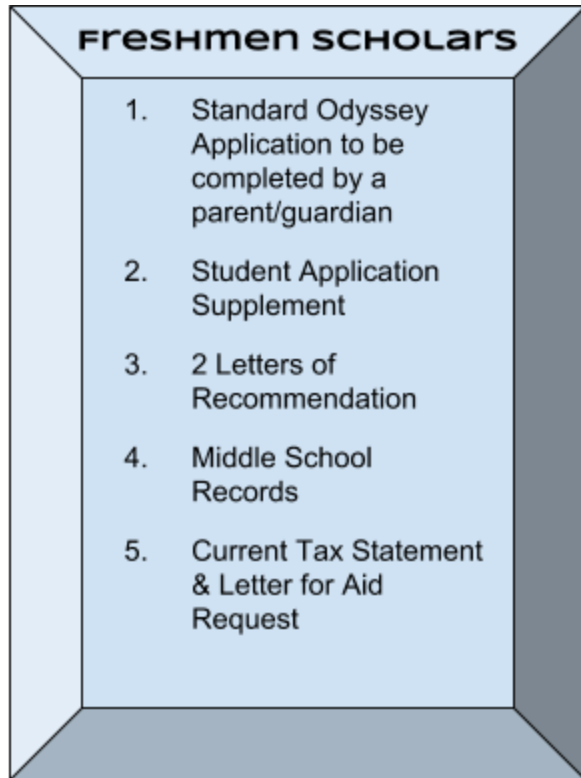 Freshmen Scholars
1. Standard Odyssey
Application to be
completed by a
parent/guardian
2. Student Application
Supplement
3. 2 Letters of
Recommendation
4. Middle School
Records
5. Current Tax Statement
& Letter for Aid
Request